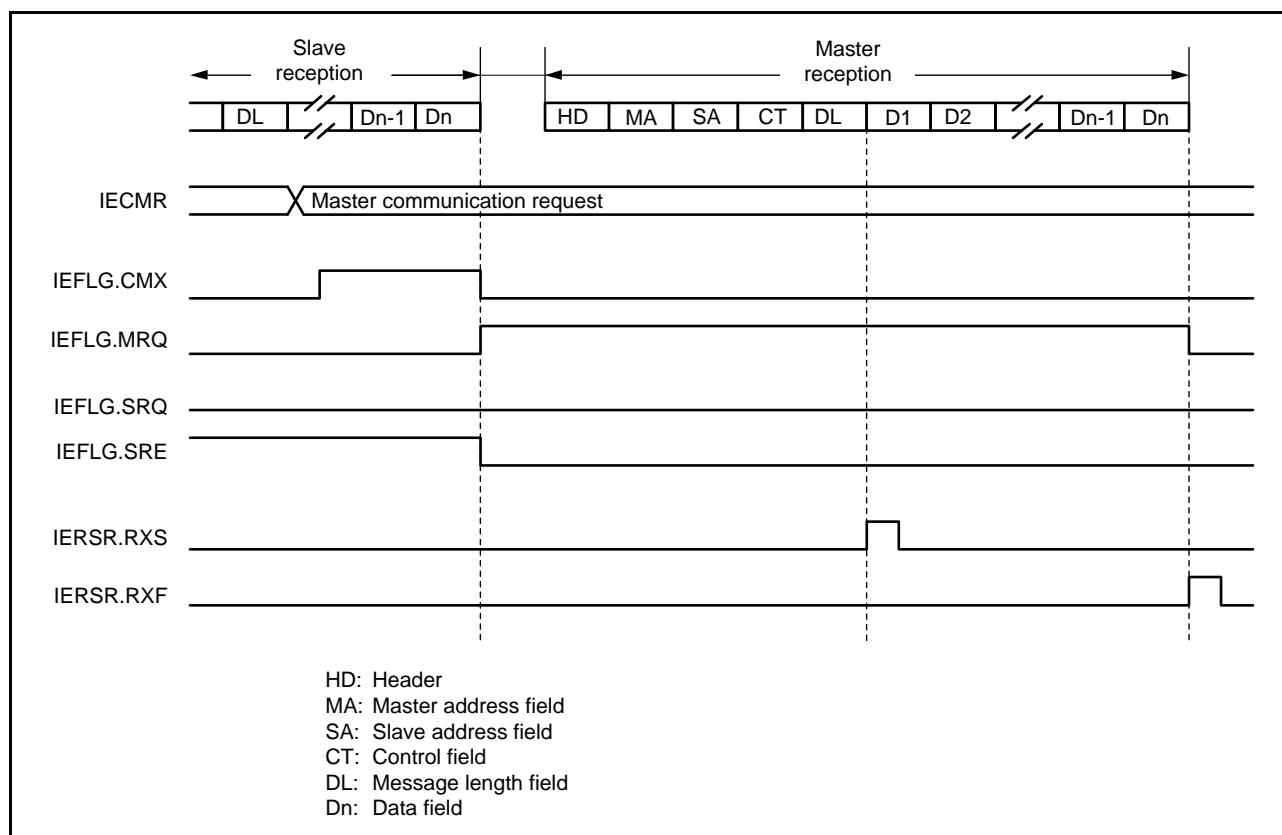 Slave reception
Master reception
DL Dn-1 Dn HD MA SA CT DL D1 D2 Dn-1 Dn
IECMR Master communication request
IEFLG.CMX
IEFLG.MRQ
IEFLG.SRQ
IEFLG.SRE
IERSR.RXS
IERSR.RXF
HD: Header
MA: Master address field
SA: Slave address field
CT: Control field
DL: Message length field
Dn: Data field